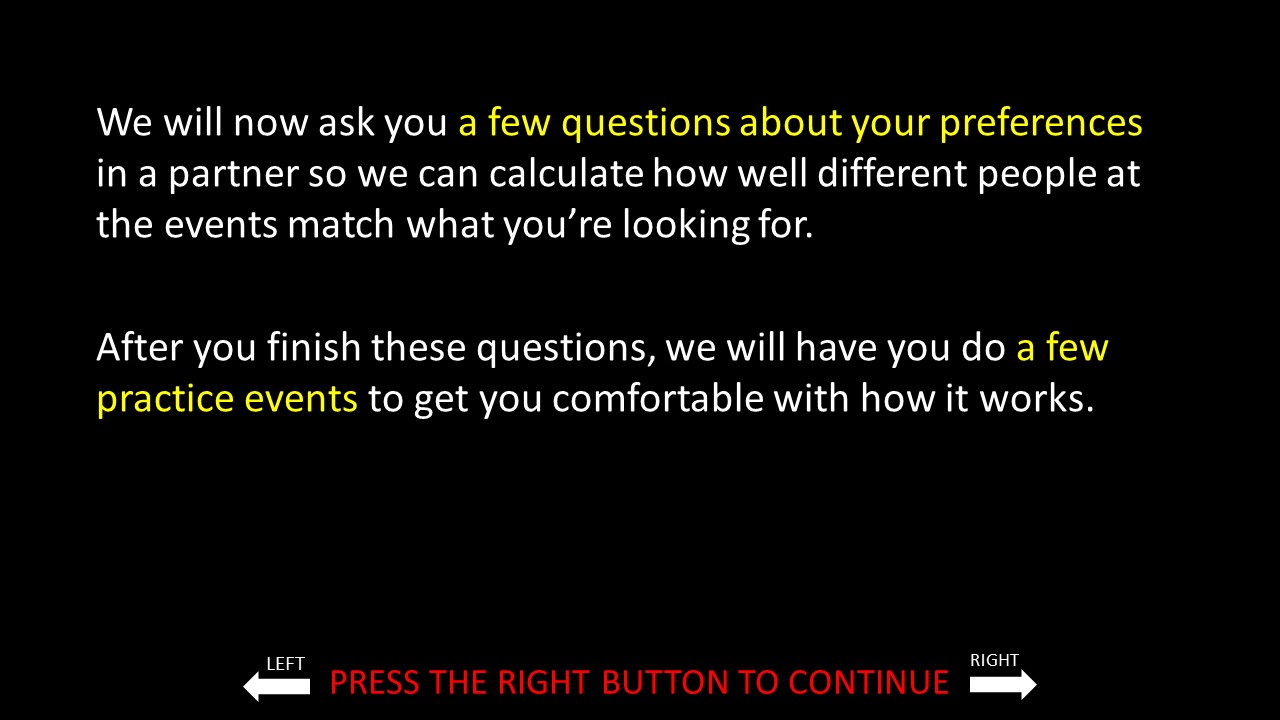 We will now ask you a few questions about your preferences
in a partner so we can calculate how well different people at
the events match what you’re looking for.
After you finish these questions, we will have you do a few
practice events to get you comfortable with how it works.
LEFT
PRESS THE RIGHT BUTTON TO CONTINUE
RIGHT